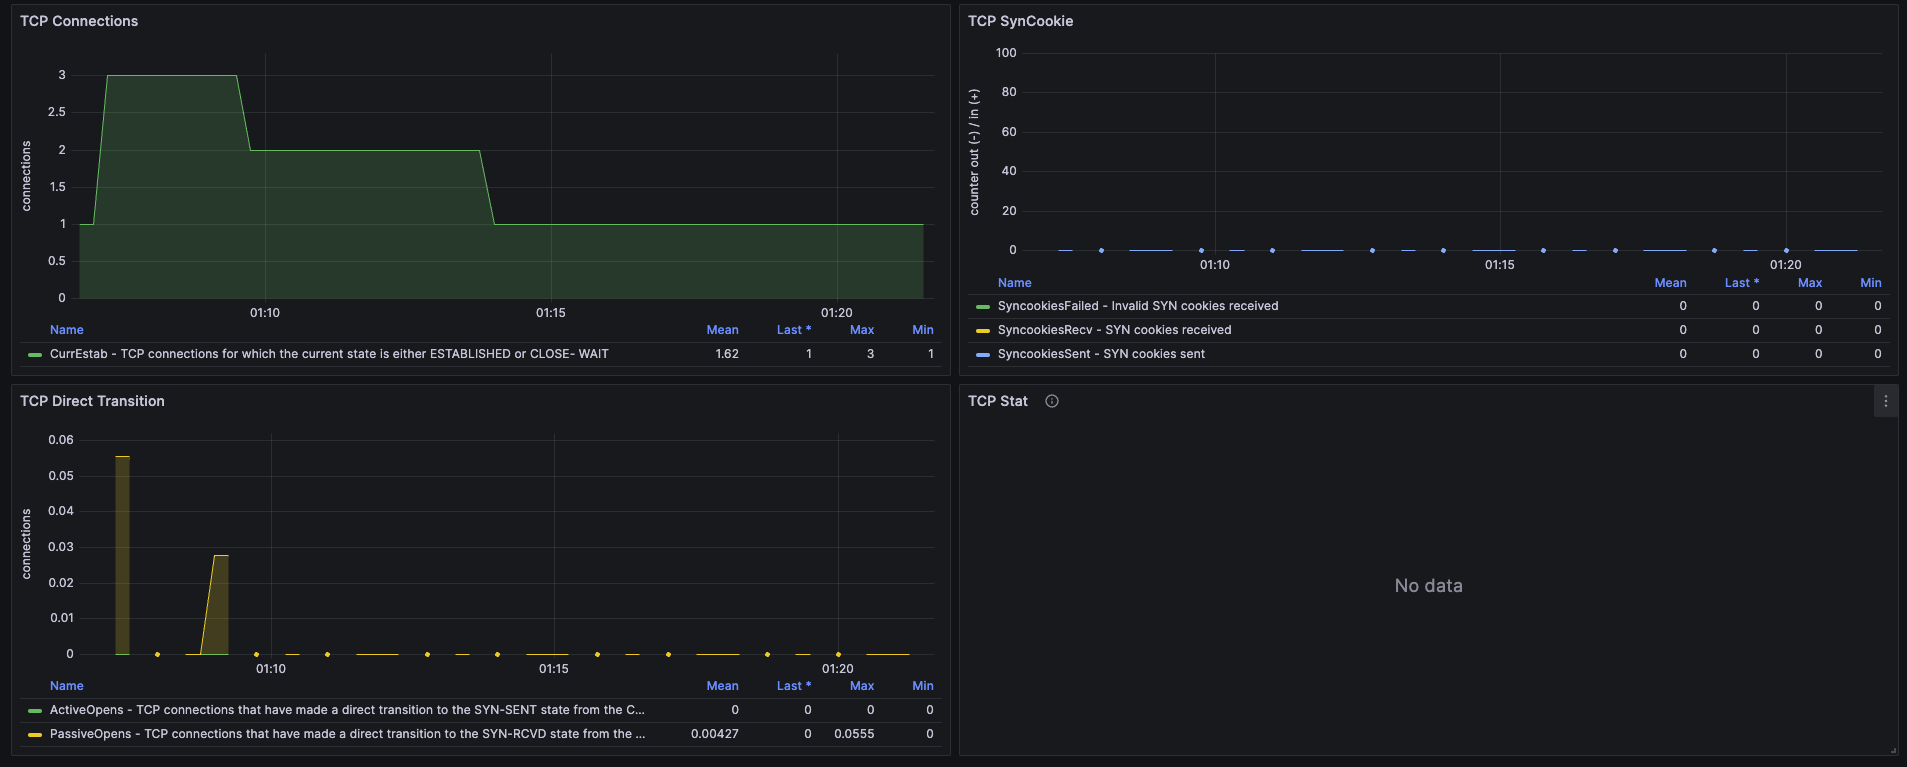 TCP Connections
connections
3
2.5
2
1.5
1
0.5
0
01:10 01:15 01:20
Name Mean Last * Max Min
CurrEstab - TCP connections for which the current state is either ESTABLISHED or CLOSE- WAIT 1.62 1 3 1
TCP SynCookie
counter out (-) / in (+)
100
80
60
40
20
0
01:10 01:15 01:20
Name Mean Last * Max Min
SyncookiesFailed - Invalid SYN cookies received 0 0 0 0
SyncookiesRecv - SYN cookies received 0 0 0 0
SyncookiesSent - SYN cookies sent 0 0 0 0
TCP Direct Transition
connections
0.06
0.05
0.04
0.03
0.02
0.01
0
01:10 01:15 01:20
Name Mean Last * Max Min
ActiveOpens - TCP connections that have made a direct transition to the SYN-SENT state from the C... 0 0 0 0
PassiveOpens - TCP connections that have made a direct transition to the SYN-RCVD state from the ... 0.00427 0 0.0555 0
TCP Stat
No data